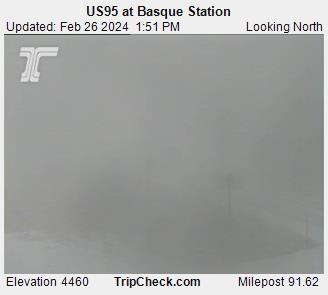 US95 at Basque Station
Updated: Feb 26 2024 1:51 PM Looking North
Elevation 4460 TripCheck.com Milepost 91.62